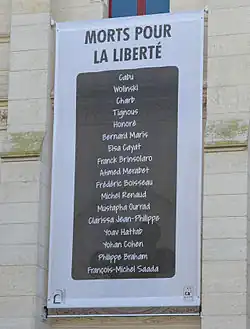 MORTS POUR
LA LIBERTÉ
Cabu
Wolinski
Charb
Tignous
Honoré
Bernard Maris
Elsa Cayat
Franck Brinsolaro
Ahmed Merabet
Frédéric Boisseau
Michel Renaud
Mustapha Ourrad
Clarissa Jean-Philippe
Yoav Hattab
Yohan Cohen
Philippe Braham
François-Michel Saada